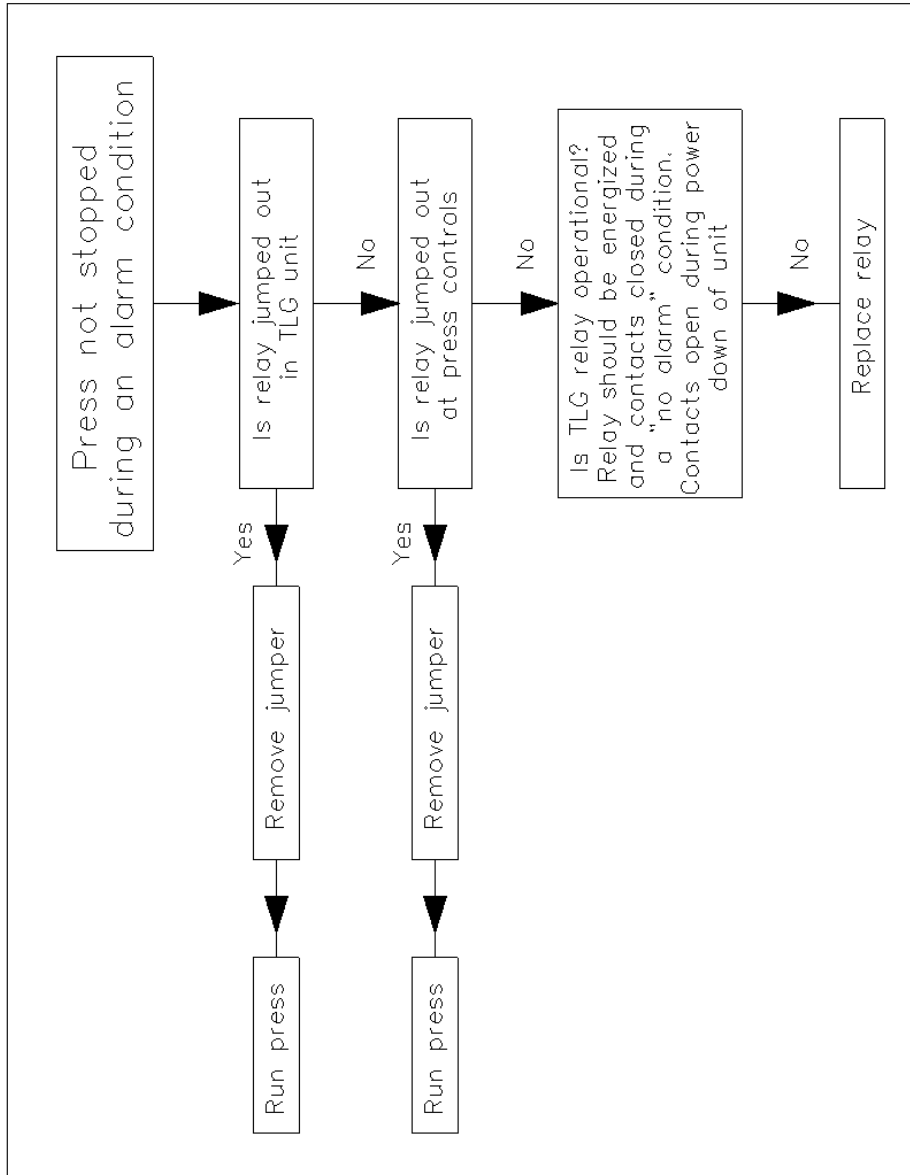 Press not stopped
during an alarm condition
Is relay jumped out
in TLG unit
Yes
Remove jumper
Run press
No
Is relay jumped out
at press controls
Yes
Remove jumper
Run press
No
Is TLG relay operational?
Relay should be energized
and contacts closed during
a "no alarm" condition.
Contacts open during power
down of unit
No
Replace relay